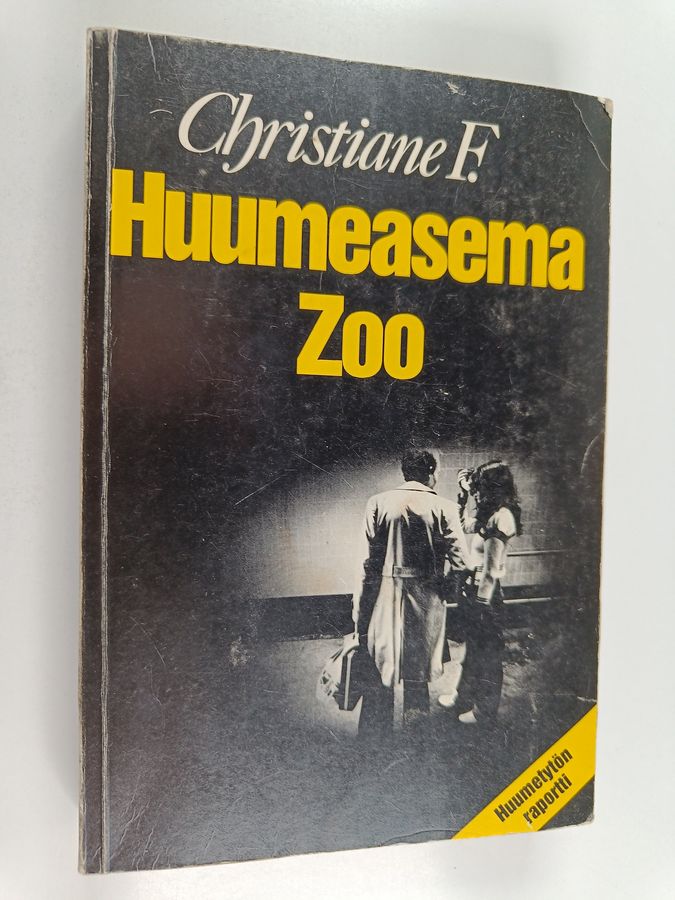 Christiane F.
Huumeasema
Zoo
Huumetytön
raportti